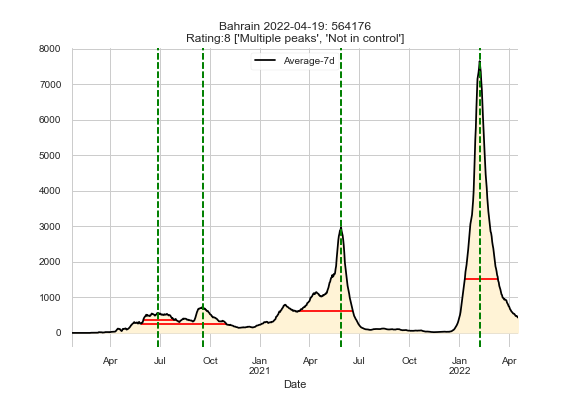 Bahrain 2022-04-19: 564176
Rating:8 ['Multiple peaks', 'Not in control']
Average-7d
8000
7000
6000
5000
4000
3000
2000
1000
0
Apr Jul Oct Jan Apr Jul Oct Jan Apr
2021 2022
Date